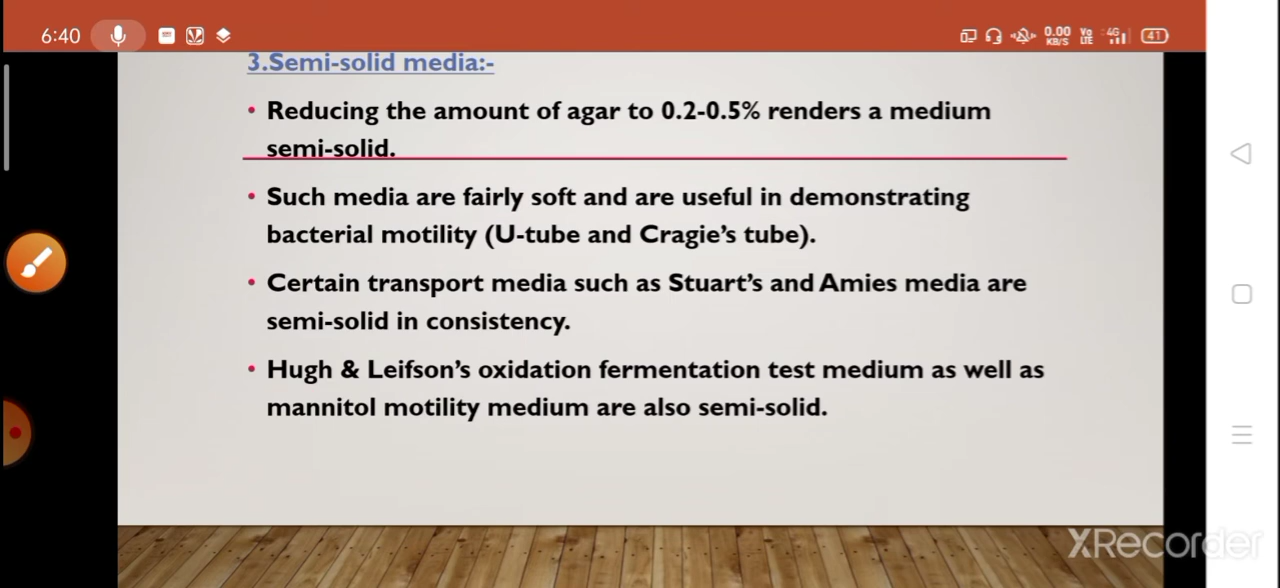 6:40
0.00 KB/S Vo LTE 4G 41
3.Semi-solid media:-
• Reducing the amount of agar to 0.2-0.5% renders a medium
semi-solid.
• Such media are fairly soft and are useful in demonstrating
bacterial motility (U-tube and Cragie's tube).
• Certain transport media such as Stuart's and Amies media are
semi-solid in consistency.
• Hugh & Leifson's oxidation fermentation test medium as well as
mannitol motility medium are also semi-solid.
XRecorder